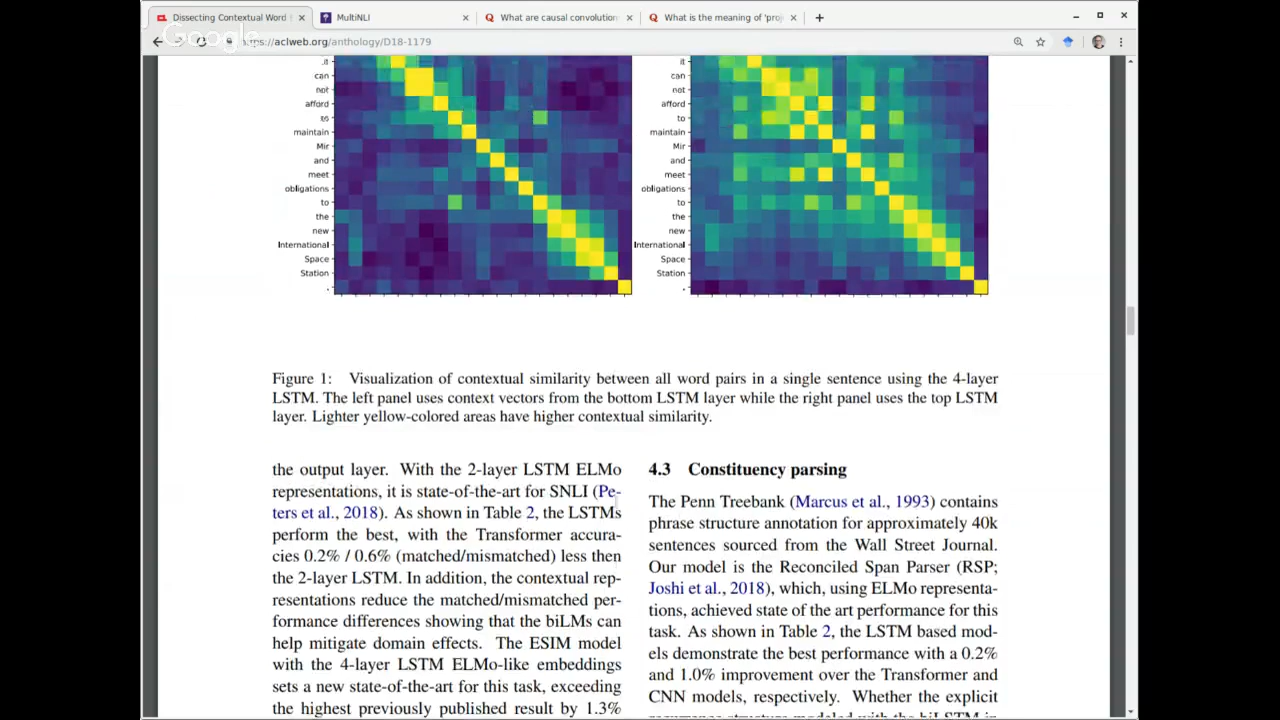 Dissecting Contextual Word
MultiNLI
What are causal convolution
What is the meaning of 'proj
Google
https://aclweb.org/anthology/D18-1179
it
can
not
afford
to
maintain
Mir
and
meet
obligations
to
the
new
International
Space
Station
.
it
can
not
afford
to
maintain
Mir
and
meet
obligations
to
the
new
International
Space
Station
.
Figure 1: Visualization of contextual similarity between all word pairs in a single sentence using the 4-layer
LSTM. The left panel uses context vectors from the bottom LSTM layer while the right panel uses the top LSTM
layer. Lighter yellow-colored areas have higher contextual similarity.
the output layer. With the 2-layer LSTM ELMo
representations, it is state-of-the-art for SNLI (Pe-
ters et al., 2018). As shown in Table 2, the LSTMs
perform the best, with the Transformer accura-
cies 0.2% / 0.6% (matched/mismatched) less then
the 2-layer LSTM. In addition, the contextual rep-
resentations reduce the matched/mismatched per-
formance differences showing that the biLMs can
help mitigate domain effects. The ESIM model
with the 4-layer LSTM ELMo-like embeddings
sets a new state-of-the-art for this task, exceeding
the highest previously published result by 1.3%
4.3 Constituency parsing
The Penn Treebank (Marcus et al., 1993) contains
phrase structure annotation for approximately 40k
sentences sourced from the Wall Street Journal.
Our model is the Reconciled Span Parser (RSP;
Joshi et al., 2018), which, using ELMo representa-
tions, achieved state of the art performance for this
task. As shown in Table 2, the LSTM based mod-
els demonstrate the best performance with a 0.2%
and 1.0% improvement over the Transformer and
CNN models, respectively. Whether the explicit